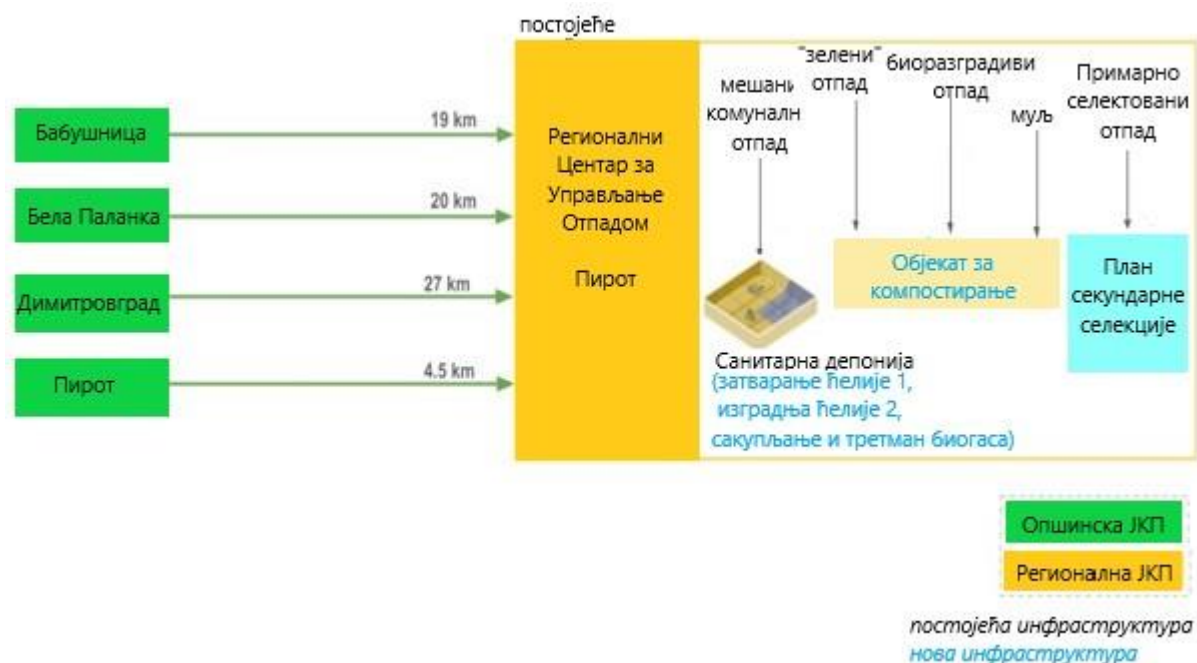 постојеће
Бабушница
19 km
Бела Паланка
20 km
Димитровград
27 km
Пирот
4.5 km
Регионални
Центар за
Управљање
Отпадом
Пирот
мешани
комуналн
отпад
"зелени"
отпад
биоразградиви
отпад
муљ
Примарно
селектовани
отпад
Санитарна депонија
(затварање ћелије 1,
изградња ћелије 2,
сакупљање и третман биогаса)
Објекат за
компостирање
План
секундарне
селекције
Општинска ЈКП
Регионална ЈКП
постојећа инфраструктура
нова инфраструктура